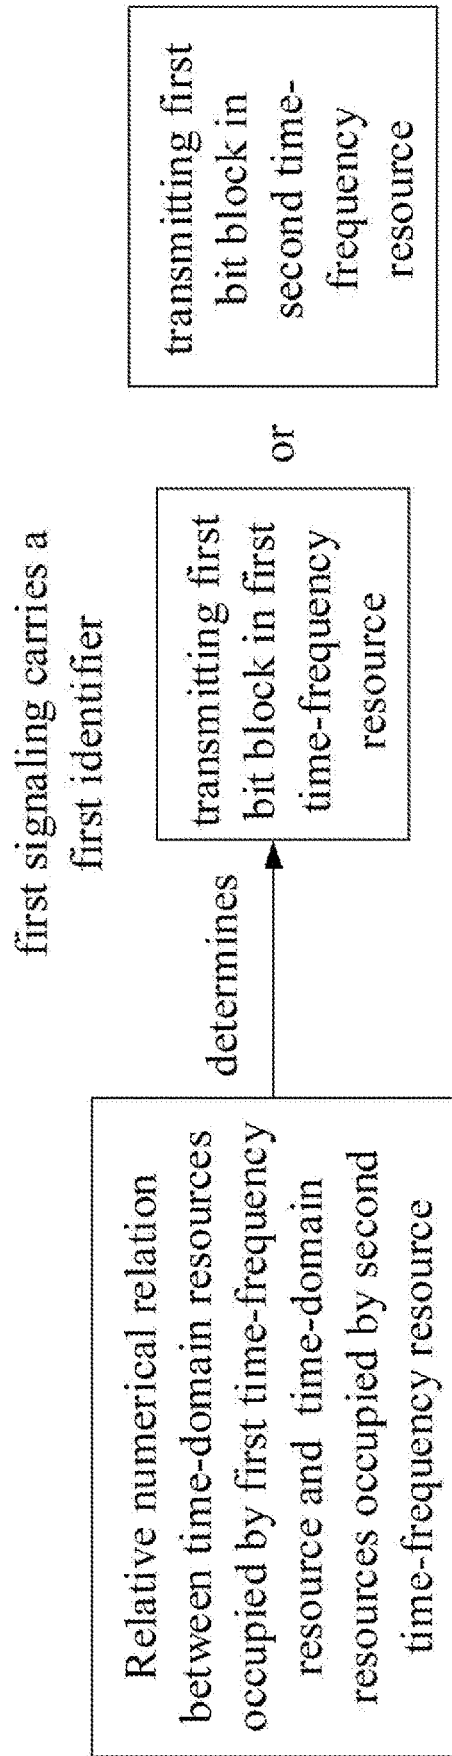 first signaling carries a
first identifier
Relative numerical relation
between time-domain resources
occupied by first time-frequency
resource and time-domain
resources occupied by second
time-frequency resource
determines
transmitting first
bit block in first
time-frequency
resource
or
transmitting first
bit block in
second time-
frequency
resource